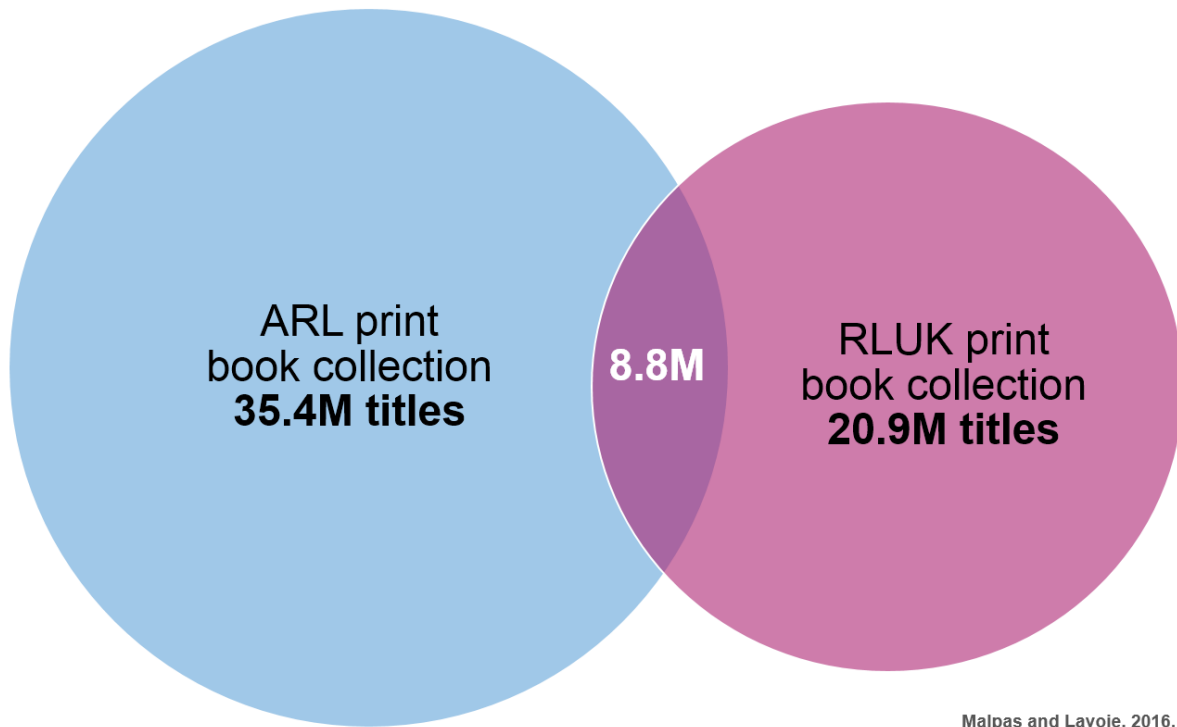 ARL print
book collection
35.4M titles
8.8M
RLUK print
book collection
20.9M titles
Malpas and Lavoie, 2016.